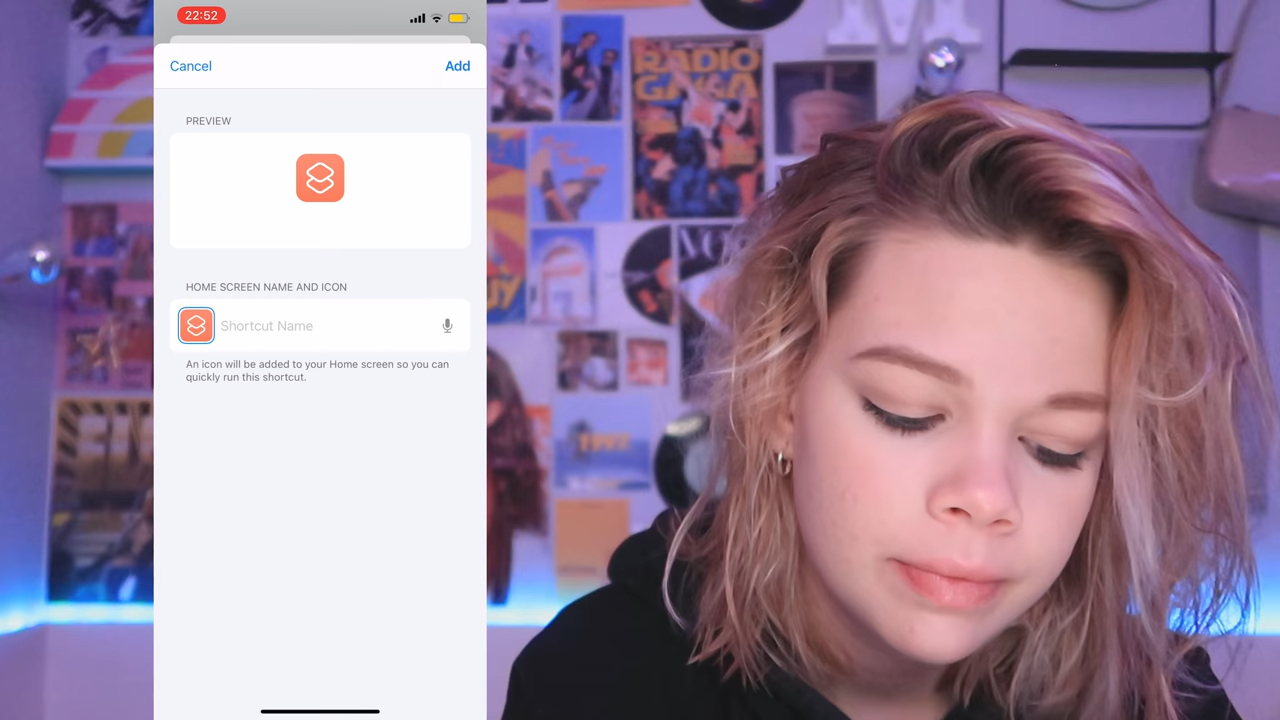 22:52
Cancel
Add
PREVIEW
HOME SCREEN NAME AND ICON
Shortcut Name
An icon will be added to your Home screen so you can
quickly run this shortcut.
RADIO
GAGA
1997